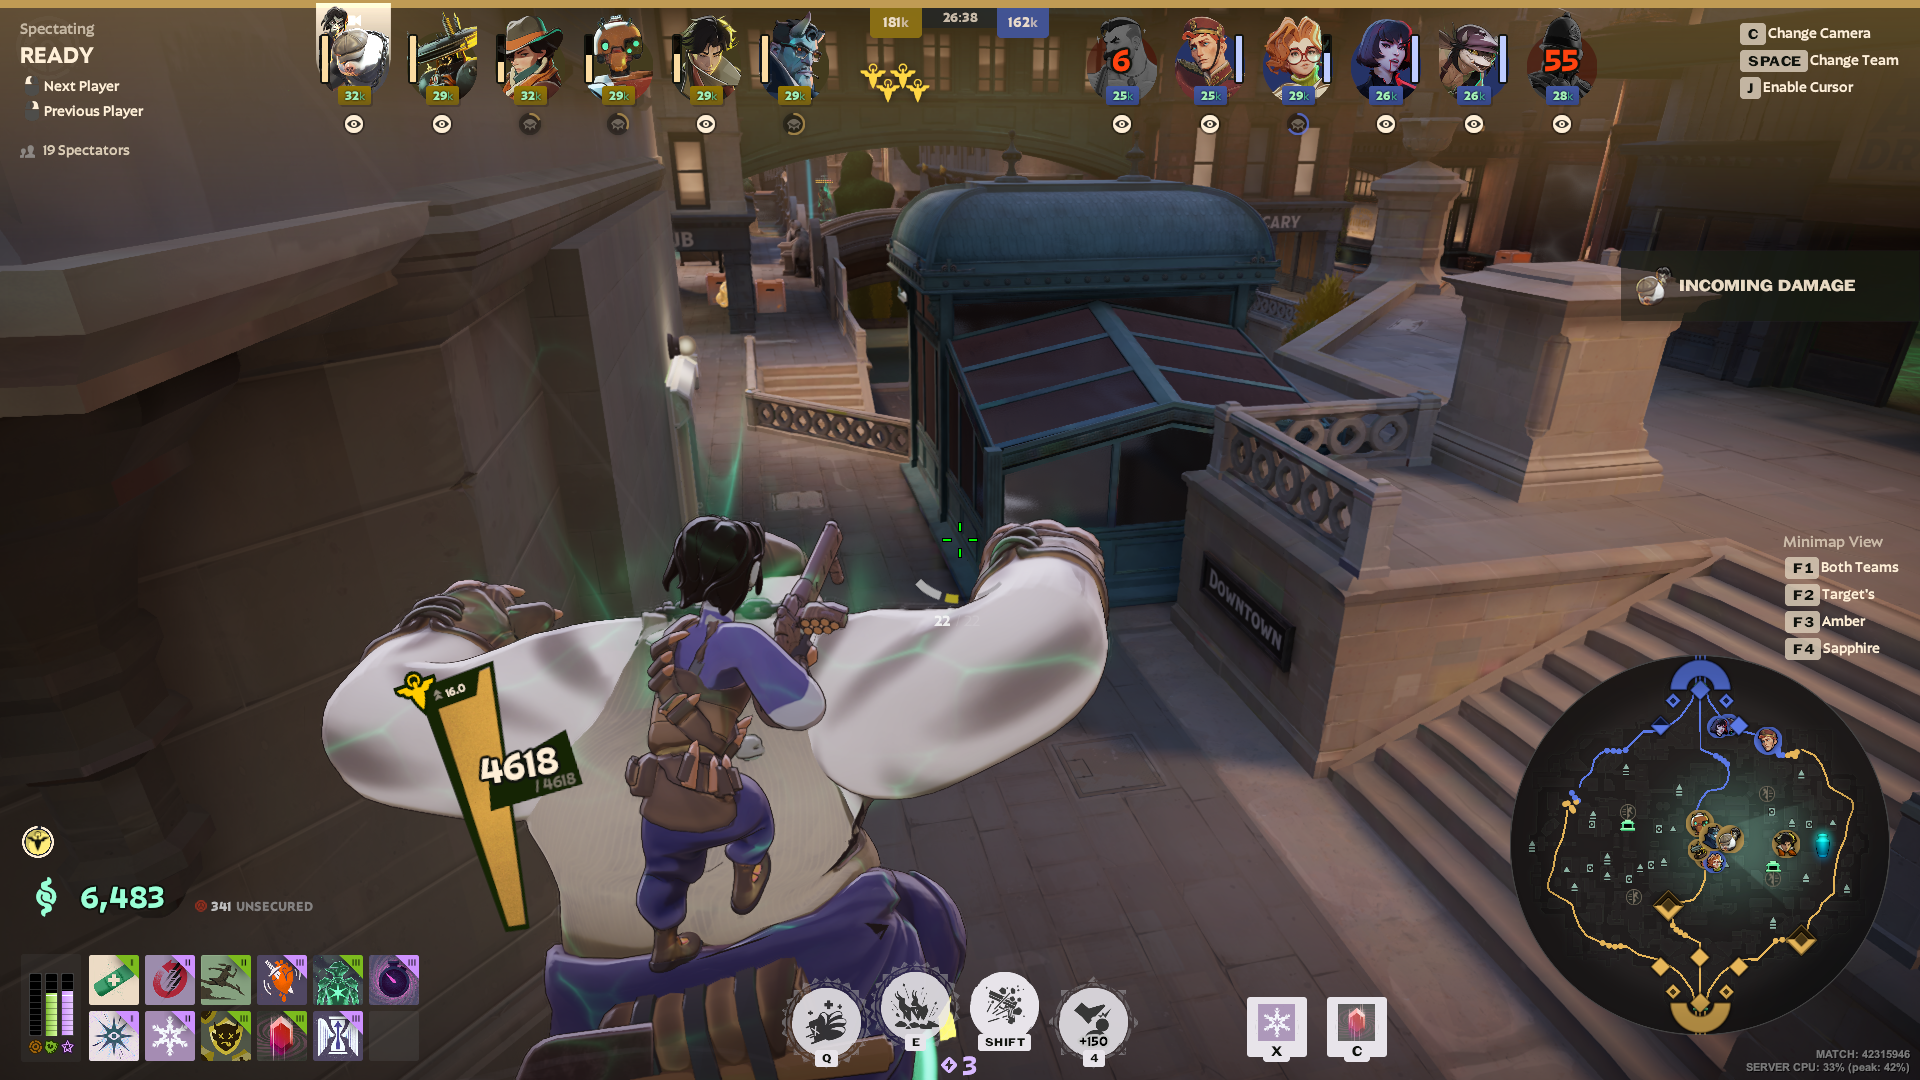 Spectating
READY
Next Player
Previous Player
19 Spectators
32k
29k
32k
29k
29k
29k
181k
26:38
162k
6
55
25k
25k
29k
26k
26k
28k
C Change Camera
SPACE Change Team
J Enable Cursor
INCOMING DAMAGE
DOWNTOWN
22
16.0
4618
/ 4618
Minimap View
F1 Both Teams
F2 Target's
F3 Amber
F4 Sapphire
6,483
341 UNSECURED
Q
E
SHIFT
+150
4
3
X
C
MATCH: 42315946
SERVER CPU: 33% (peak: 42%)